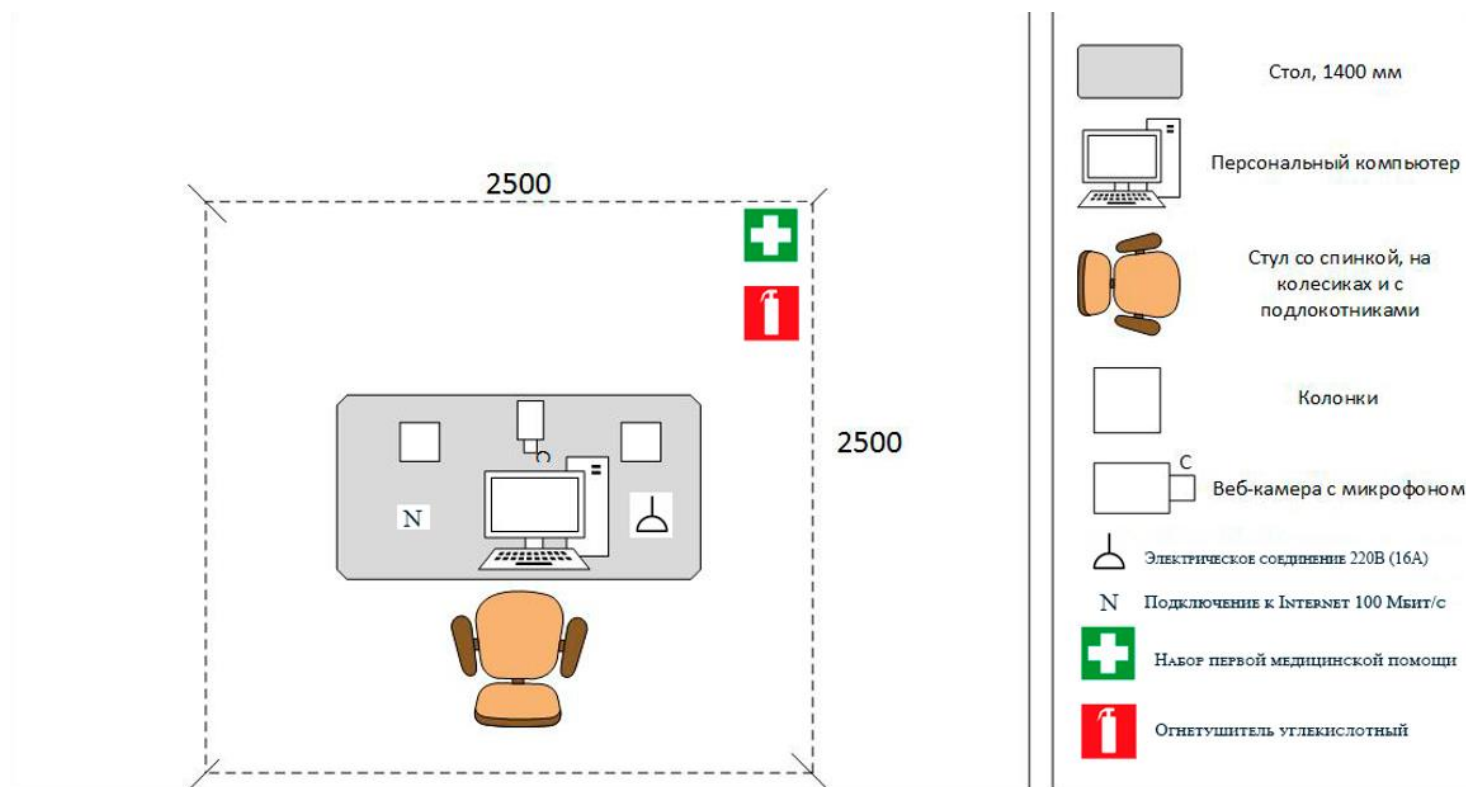 2500
2500
N
Стол, 1400 мм
Персональный компьютер
Стул со спинкой, на
колесиках и с
подлокотниками
Колонки
C
Веб-камера с микрофоном
Электрическое соединение 220В (16А)
N
Подключение к Internet 100 Мбит/с
Набор первой медицинской помощи
Огнетушитель углекислотный
C